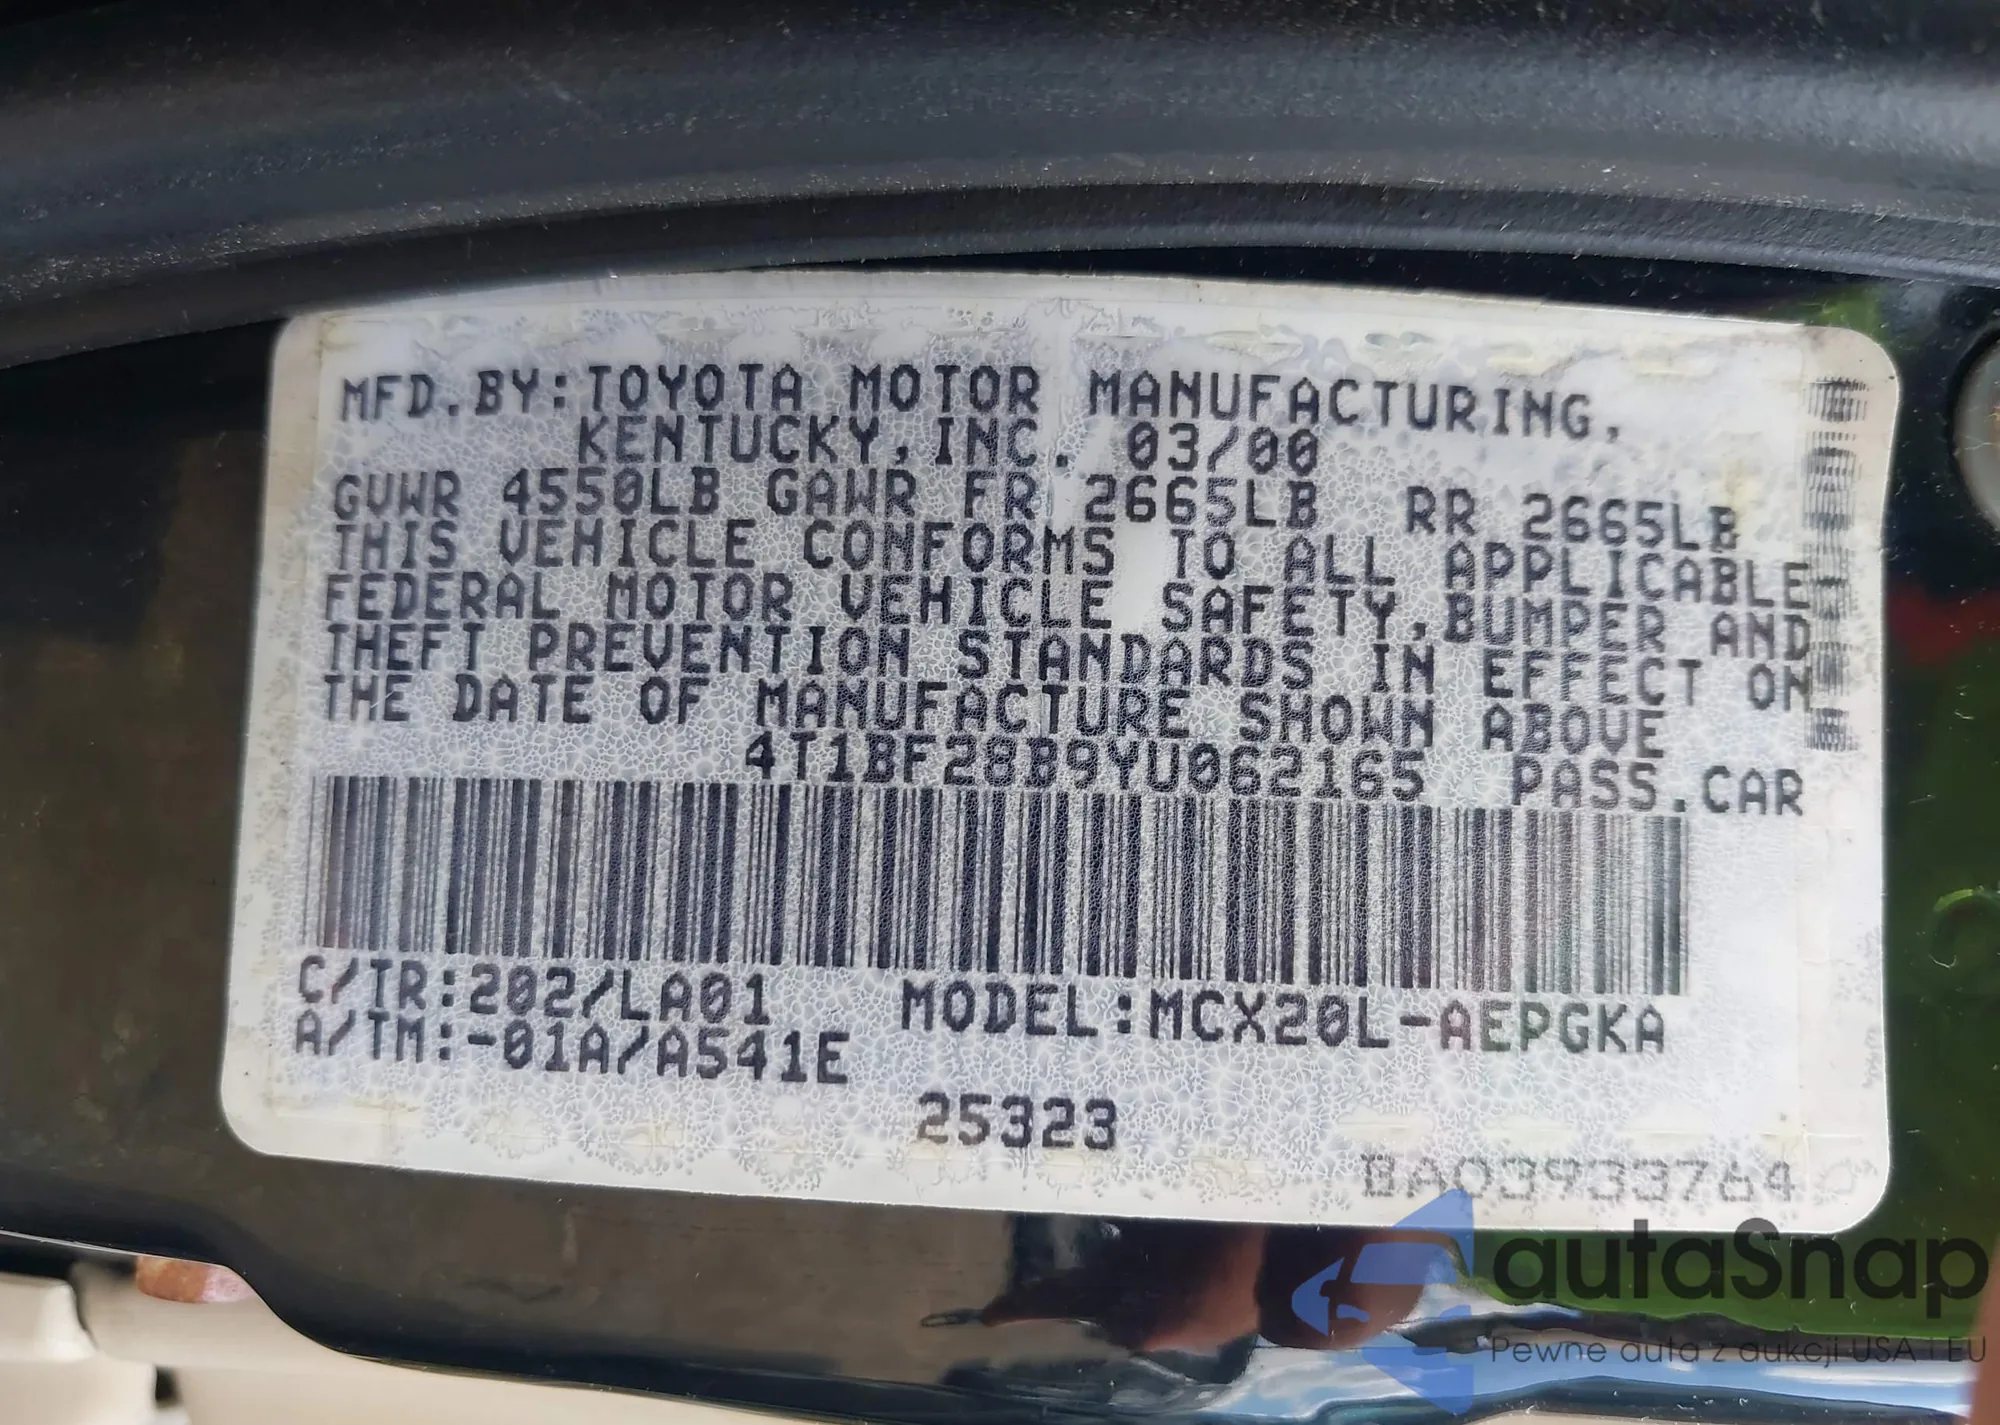 MFD.BY:TOYOTA MOTOR MANUFACTURING,
KENTUCKY,INC. 03/00
GVWR 4550LB GAWR FR 2665LB RR 2665LB
THIS VEHICLE CONFORMS TO ALL APPLICABLE
FEDERAL MOTOR VEHICLE SAFETY,BUMPER AND
THEFT PREVENTION STANDARDS IN EFFECT ON
THE DATE OF MANUFACTURE SHOWN ABOVE
4T1BF28B9YU062165 PASS.CAR
C/TR:202/LA01 MODEL:MCX20L-AEPGKA
A/TM:-01A/A541E
25323
BA03933764
autaSnap
Pewne auta z aukcji USA i EU